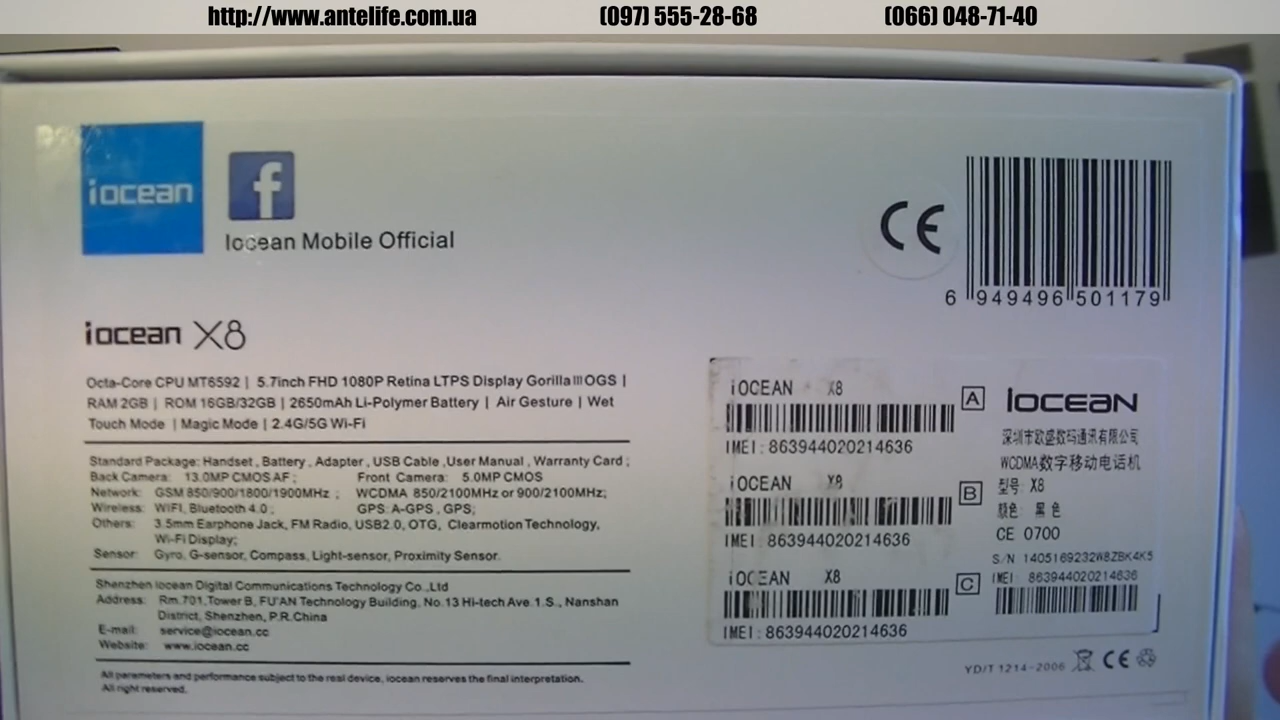 http://www.antelife.com.ua (097) 555-28-68 (066) 048-71-40
iocean
f
Iocean Mobile Official
CE
6 949496 501179
iocean X8
Octa-Core CPU MT6592 | 5.7inch FHD 1080P Retina LTPS Display Gorilla III OGS |
RAM 2GB | ROM 16GB/32GB | 2650mAh Li-Polymer Battery | Air Gesture | Wet
Touch Mode | Magic Mode | 2.4G/5G Wi-Fi
Standard Package: Handset, Battery, Adapter, USB Cable, User Manual, Warranty Card;
Back Camera: 13.0MP CMOS AF; Front Camera: 5.0MP CMOS
Network: GSM 850/900/1800/1900MHz; WCDMA 850/2100MHz or 900/2100MHz;
Wireless: WIFI, Bluetooth 4.0; GPS: A-GPS, GPS;
Others: 3.5mm Earphone Jack, FM Radio, USB2.0, OTG, Clearmotion Technology,
Wi-Fi Display;
Sensor: Gyro, G-sensor, Compass, Light-sensor, Proximity Sensor.
Shenzhen Iocean Digital Communications Technology Co.,Ltd
Address: Rm.701,Tower B, FU'AN Technology Building, No.13 Hi-tech Ave.1.S., Nanshan
District, Shenzhen, P.R.China
E-mail: service@iocean.cc
Website: www.iocean.cc
All parameters and performance subject to the real device, iocean reserves the final interpretation.
All right reserved.
iOCEAN X8
A
IMEI: 863944020214636
iOCEAN X8
B
IMEI: 863944020214636
iOCEAN X8
C
IMEI: 863944020214636
iocean
深圳市欧盛数码通讯有限公司
WCDMA数字移动电话机
型号: X8
颜色: 黑色
CE 0700
S/N 1405169232W8ZBK4K5
IMEI: 863944020214636
YD/T 1214-2006 CE